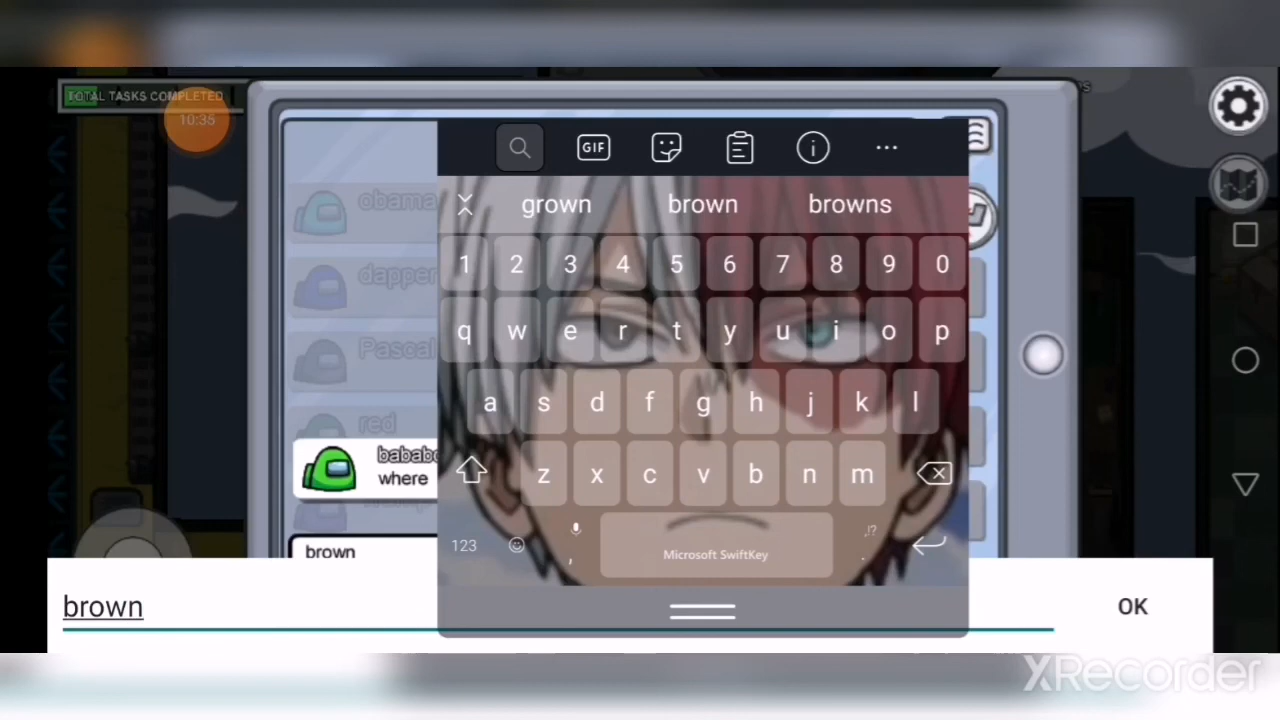 TOTAL TASKS COMPLETED
10:35
obama
dapper
Pascal
red
where
brown
GIF
grown brown browns
1 2 3 4 5 6 7 8 9 0
q w e r t y u i o p
a s d f g h j k l
z x c v b n m
123 , Microsoft SwiftKey . ,!?
brown
OK
XRecorder